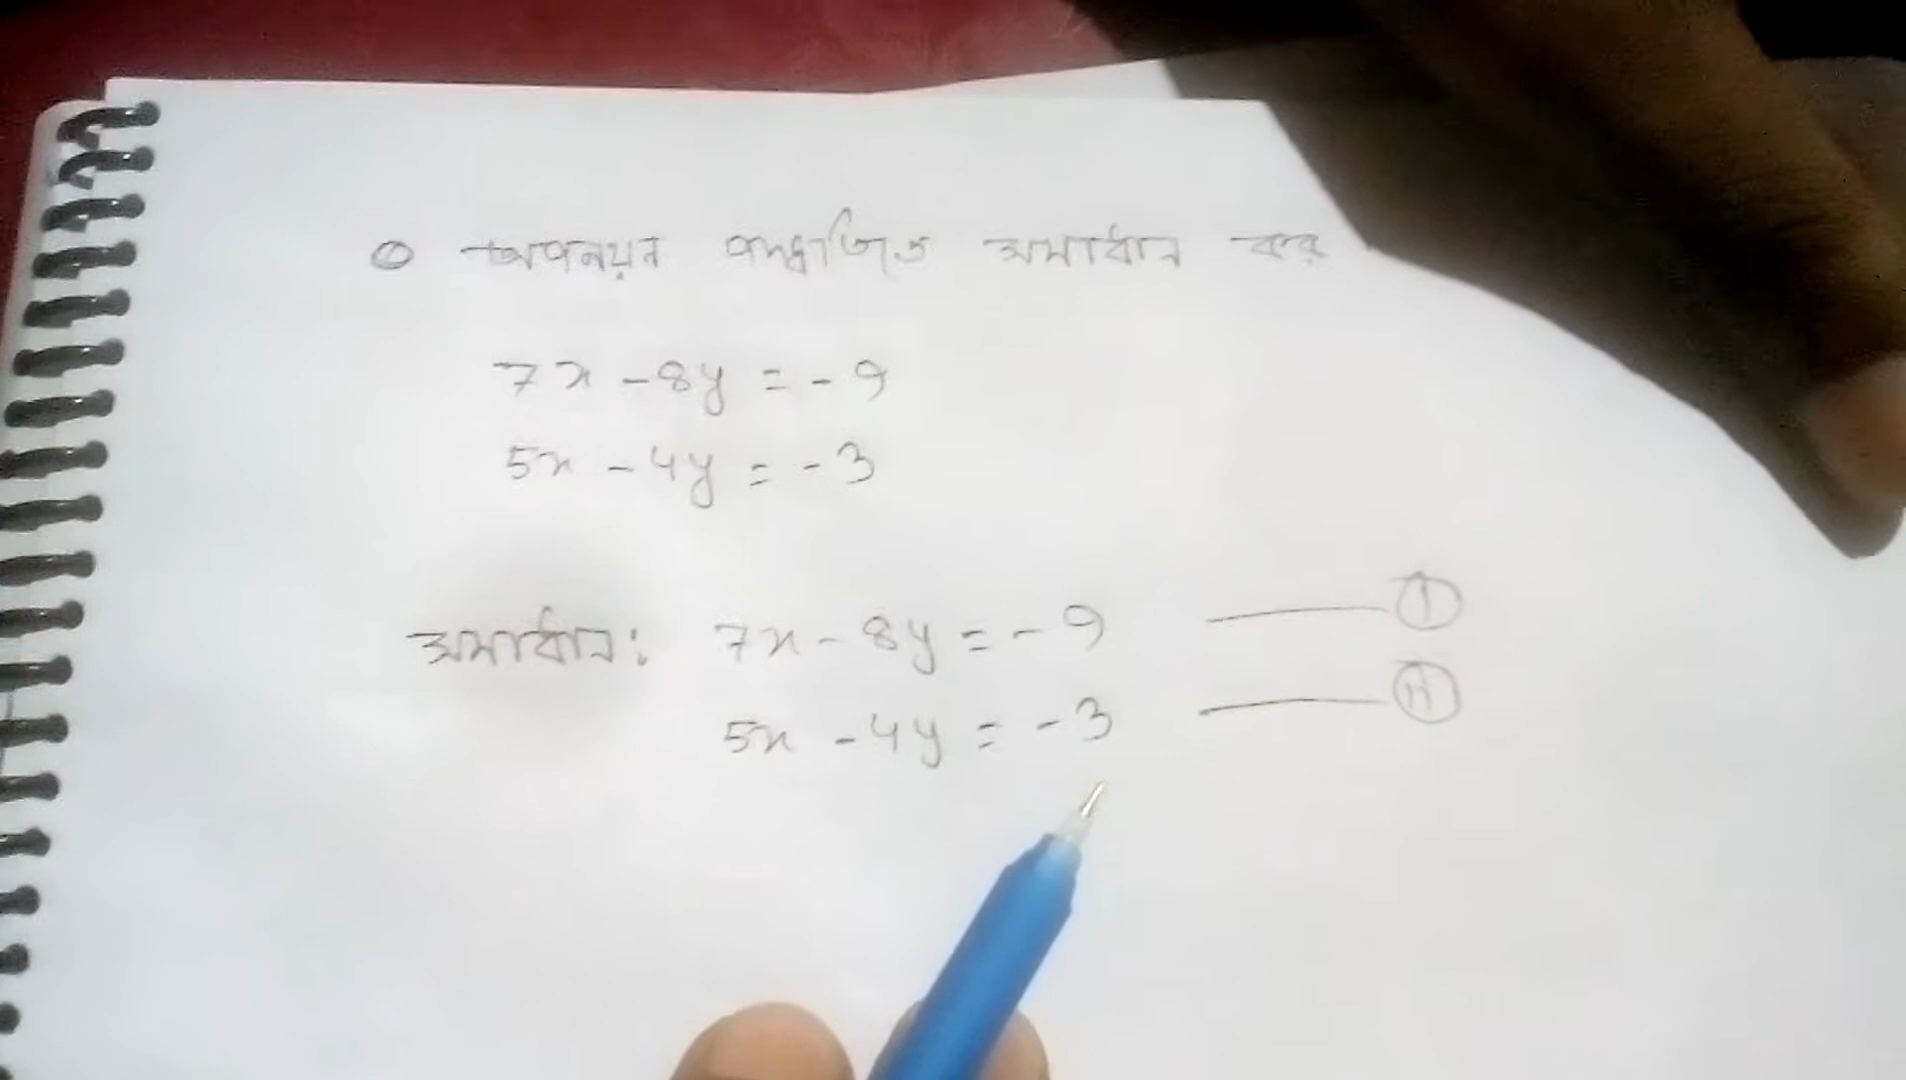 অপনয়ন পদ্ধতিতে সমাধান কর
7x - 8y = - 9
5x - 4y = - 3
সমাধান: 7x - 8y = - 9 —— (i)
5x - 4y = - 3 —— (ii)